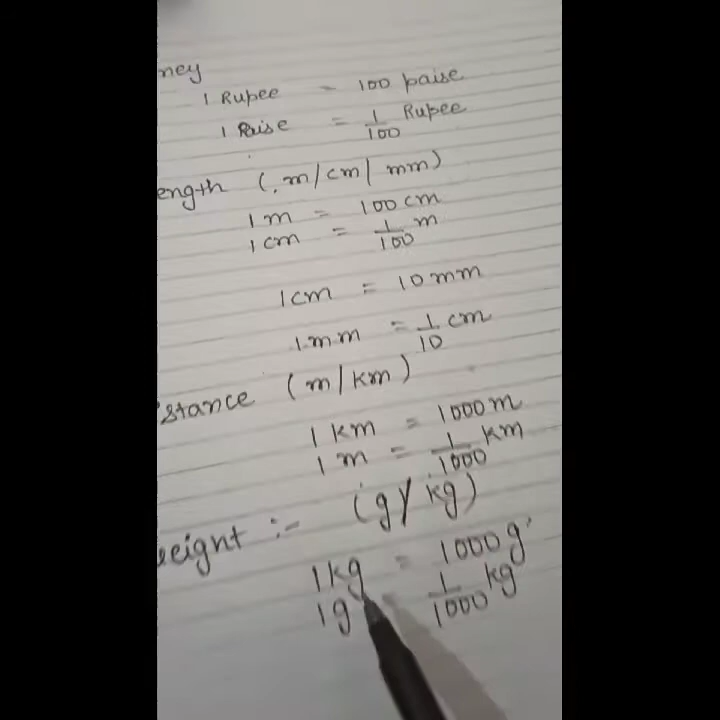 ney
1 Rupee = 100 paise
1 Paise = 1/100 Rupee
ength (.m/cm/mm)
1 m = 100 cm
1 cm = 1/100 m
1 cm = 10 mm
1 mm = 1/10 cm
stance (m/km)
1 km = 1000 m
1 m = 1/1000 km
eight :- (g/kg)
1 kg = 1000 g
1 g = 1/1000 kg